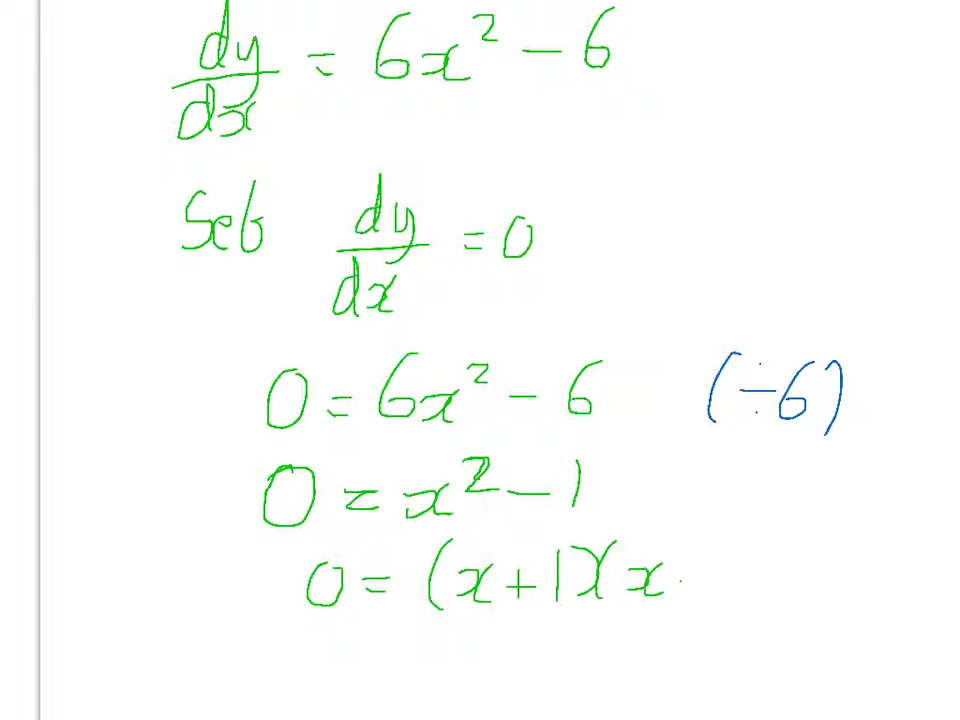 dy/dx = 6x² − 6
Set dy/dx = 0
0 = 6x² − 6 (÷6)
0 = x² − 1
0 = (x + 1)(x